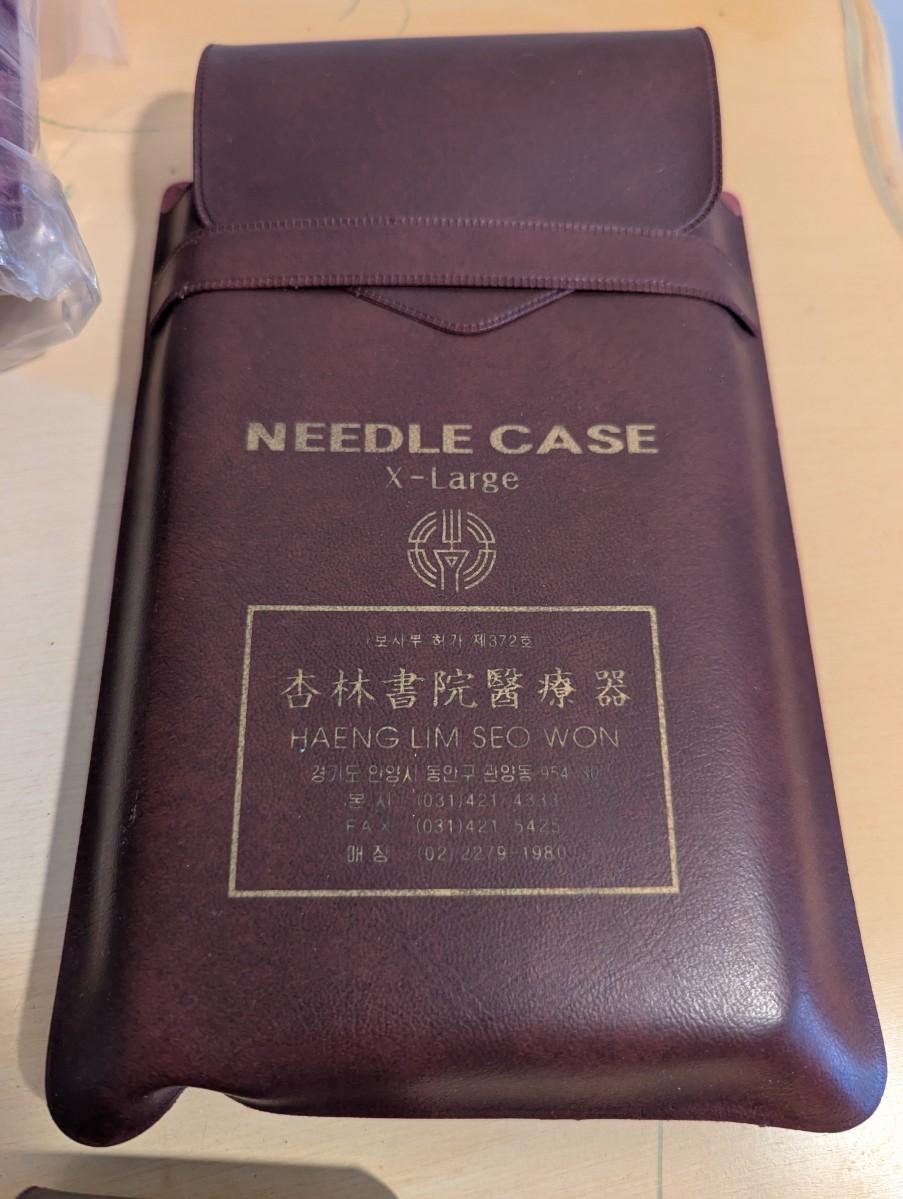 NEEDLE CASE
X-Large
보사부 허가 제372호
杏林書院醫療器
HAENG LIM SEO WON
경기도 안양시 동안구 관양동 954-30
본사 (031)421-4333
FAX (031)421-5425
매장 (02)2279-1980